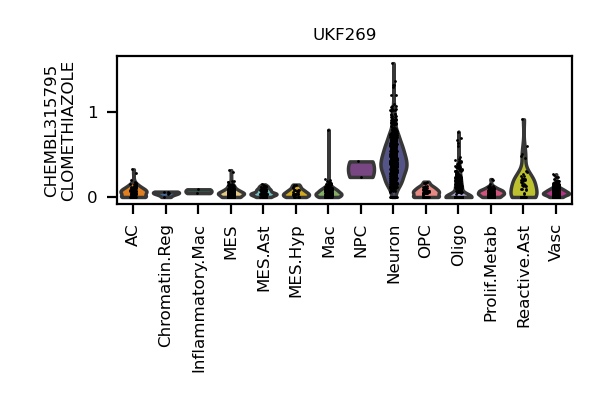 UKF269
CHEMBL315795
CLOMETHIAZOLE
1
0
AC
Chromatin.Reg
Inflammatory.Mac
MES
MES.Ast
MES.Hyp
Mac
NPC
Neuron
OPC
Oligo
Prolif.Metab
Reactive.Ast
Vasc